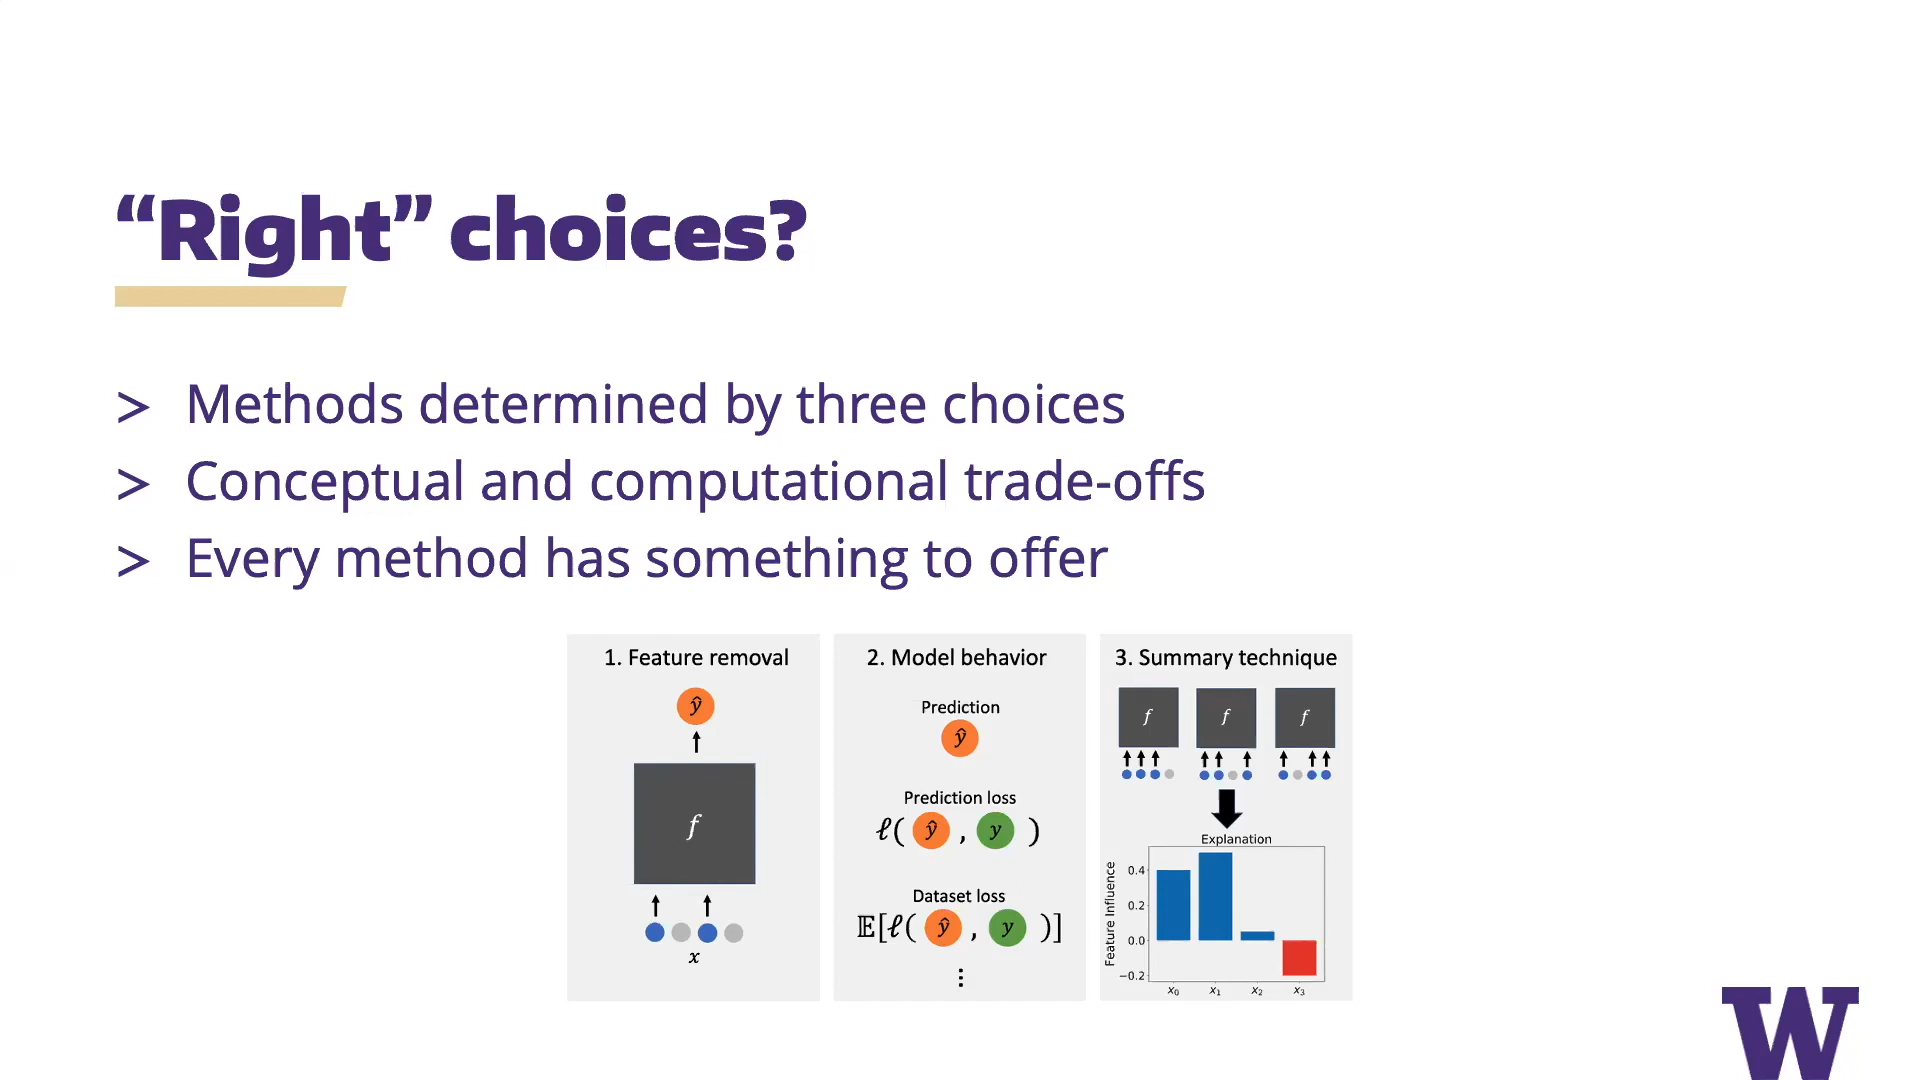 “Right” choices?
> Methods determined by three choices
> Conceptual and computational trade-offs
> Every method has something to offer
1. Feature removal
ŷ
f
x
2. Model behavior
Prediction
ŷ
Prediction loss
ℓ( ŷ , y )
Dataset loss
𝔼[ℓ( ŷ , y )]
⋮
3. Summary technique
f f f
Explanation
Feature Influence
0.4
0.2
0.0
−0.2
x₀ x₁ x₂ x₃
W